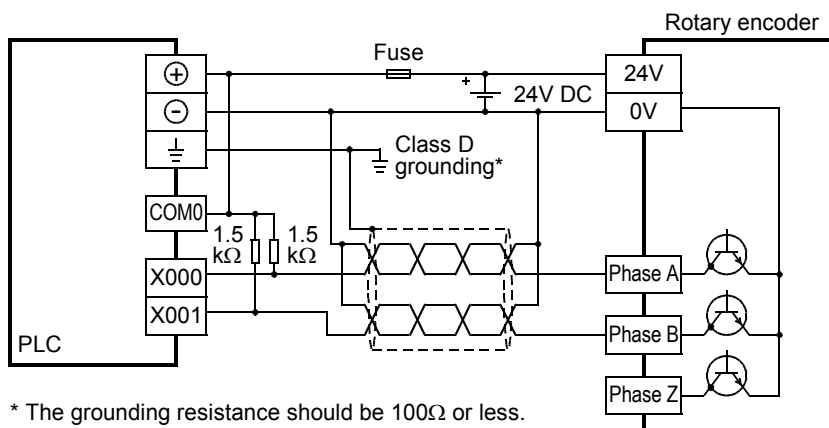 Rotary encoder
Fuse
+
24V
24V DC
0V
Class D
grounding*
COM0
1.5
kΩ
1.5
kΩ
X000
Phase A
X001
Phase B
PLC
Phase Z
* The grounding resistance should be 100Ω or less.